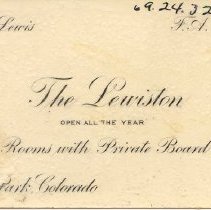 69.24.32
Lewis F. A.
The Lewiston
OPEN ALL THE YEAR
Rooms with Private Board
Park, Colorado